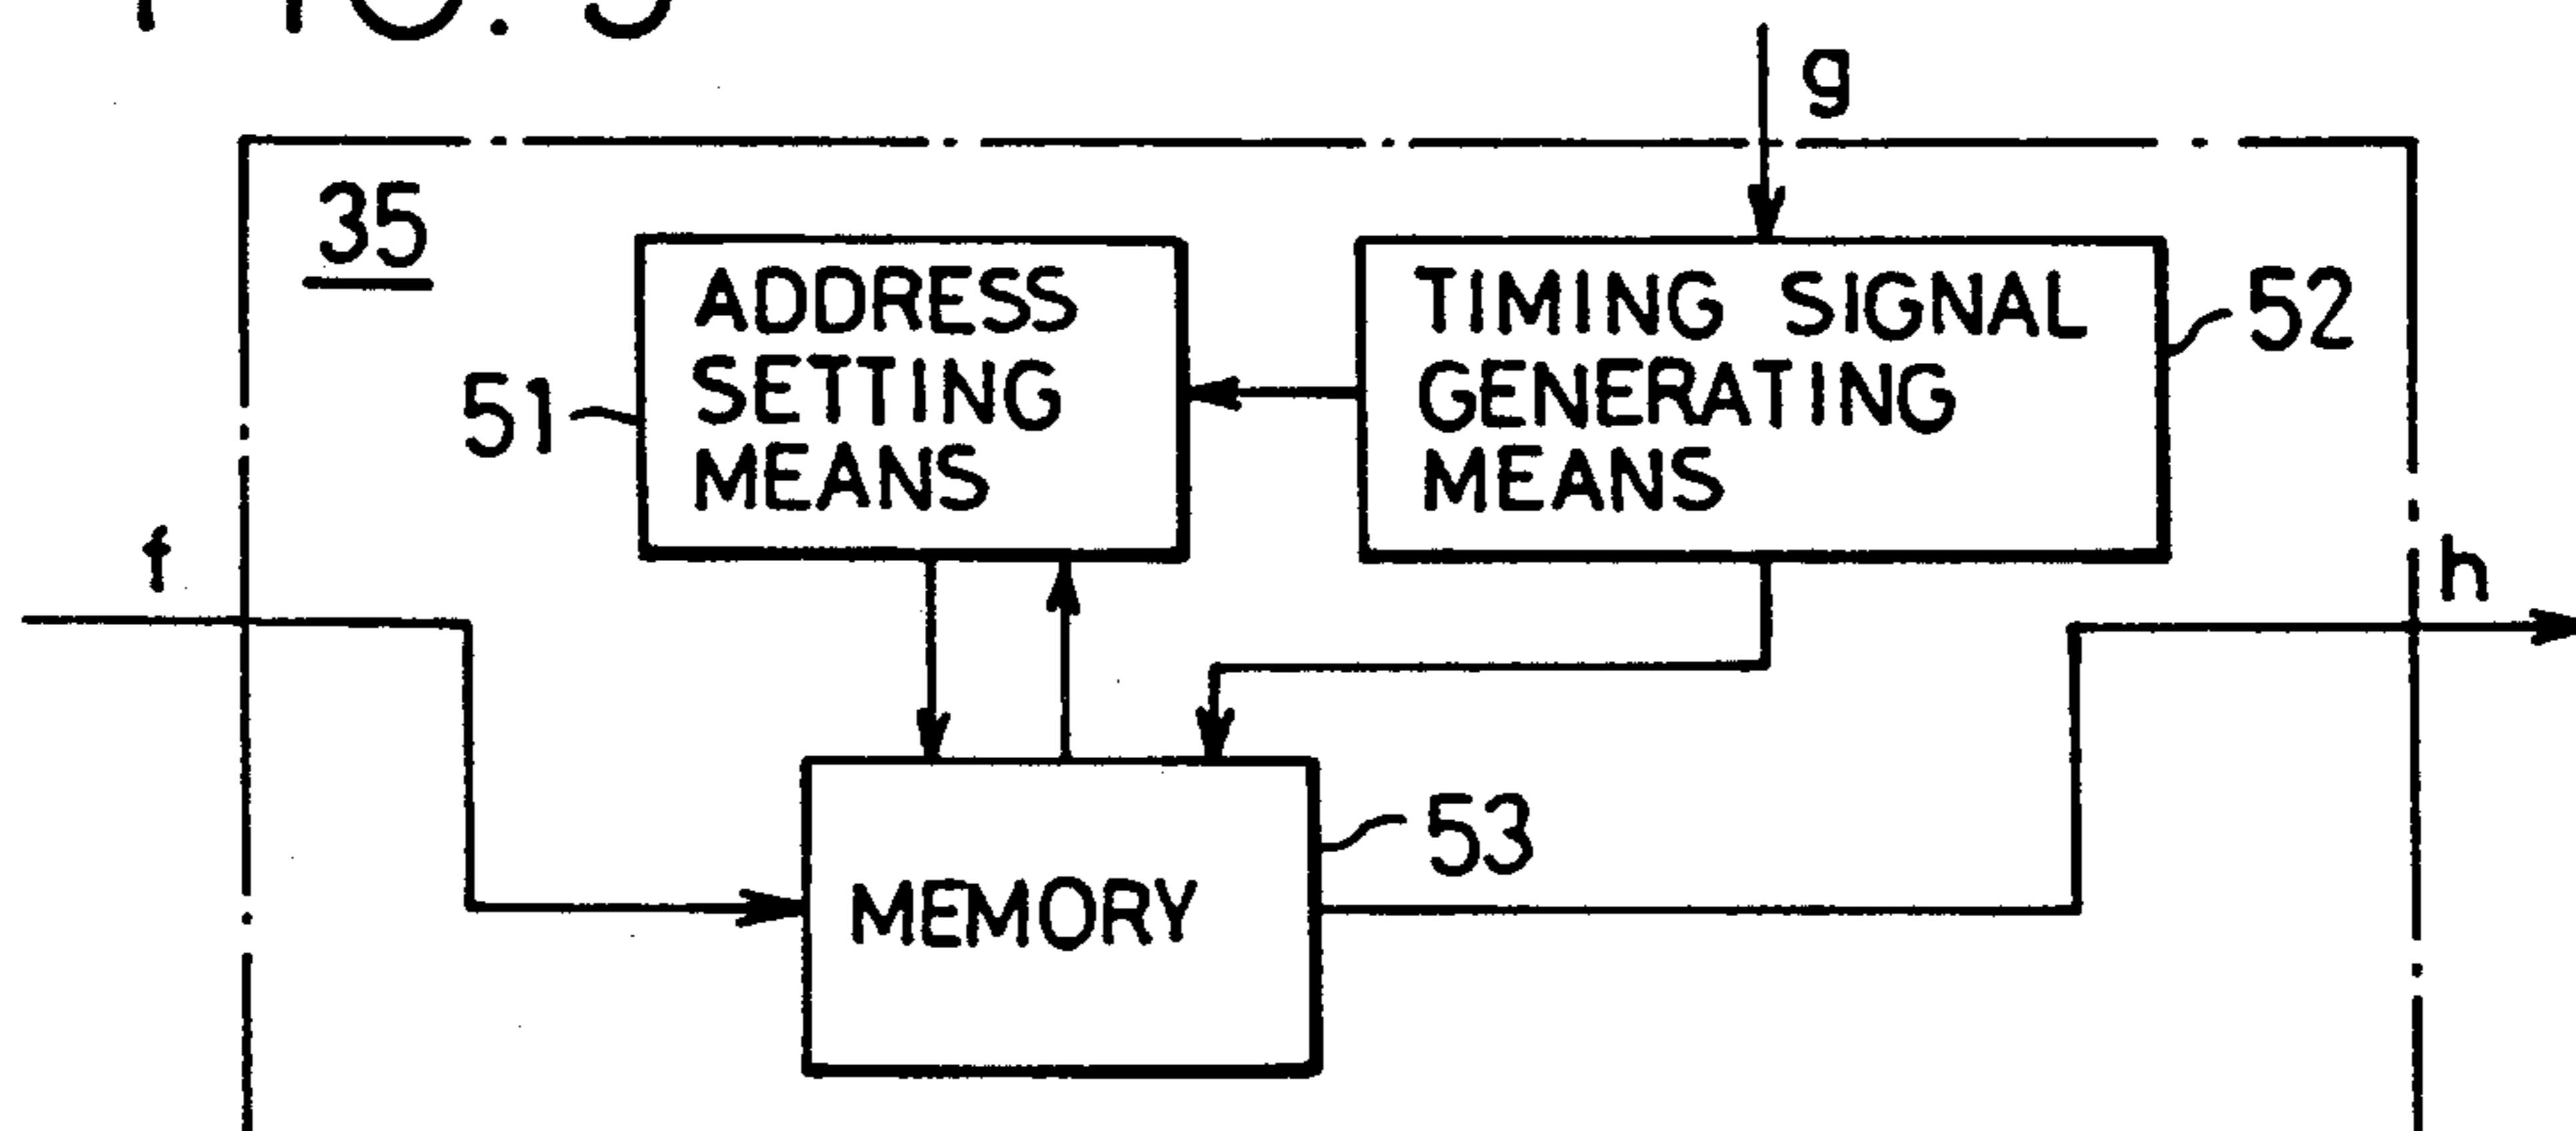 g
35
ADDRESS
SETTING
MEANS
51
TIMING SIGNAL
GENERATING
MEANS
52
f
h
53
MEMORY